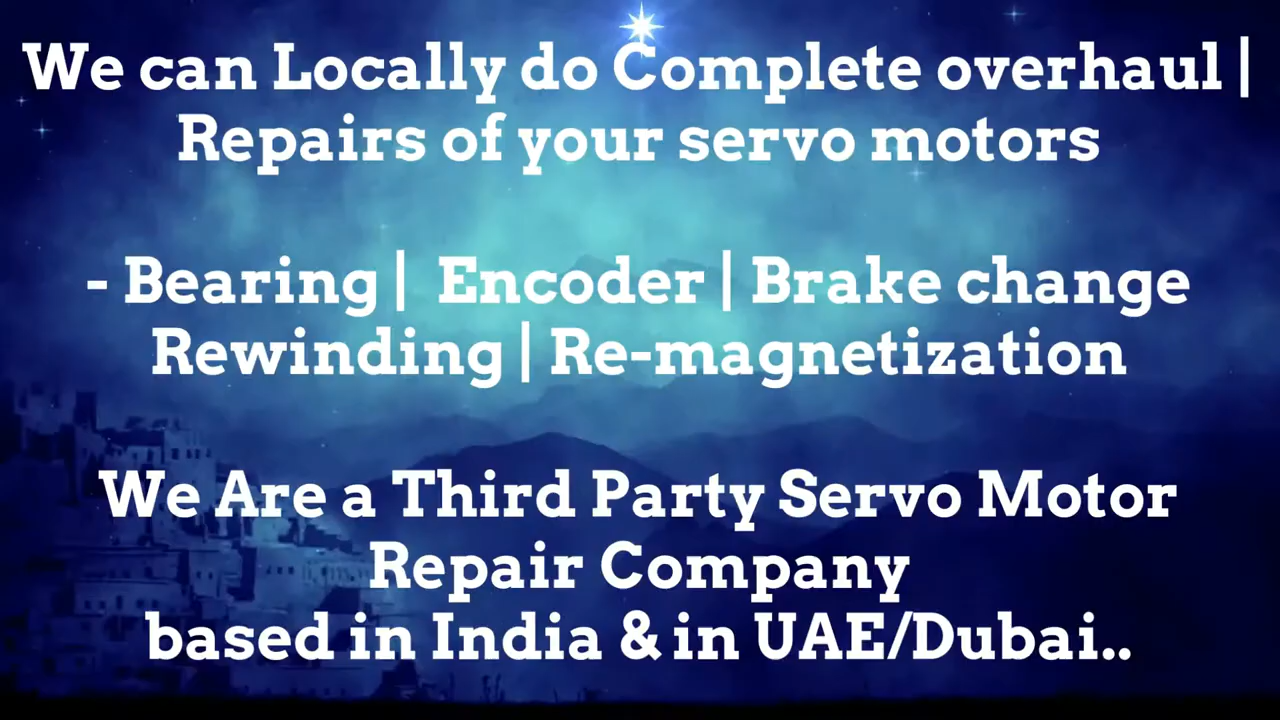 We can Locally do Complete overhaul |
Repairs of your servo motors
- Bearing | Encoder | Brake change
Rewinding | Re-magnetization
We Are a Third Party Servo Motor
Repair Company
based in India & in UAE/Dubai..